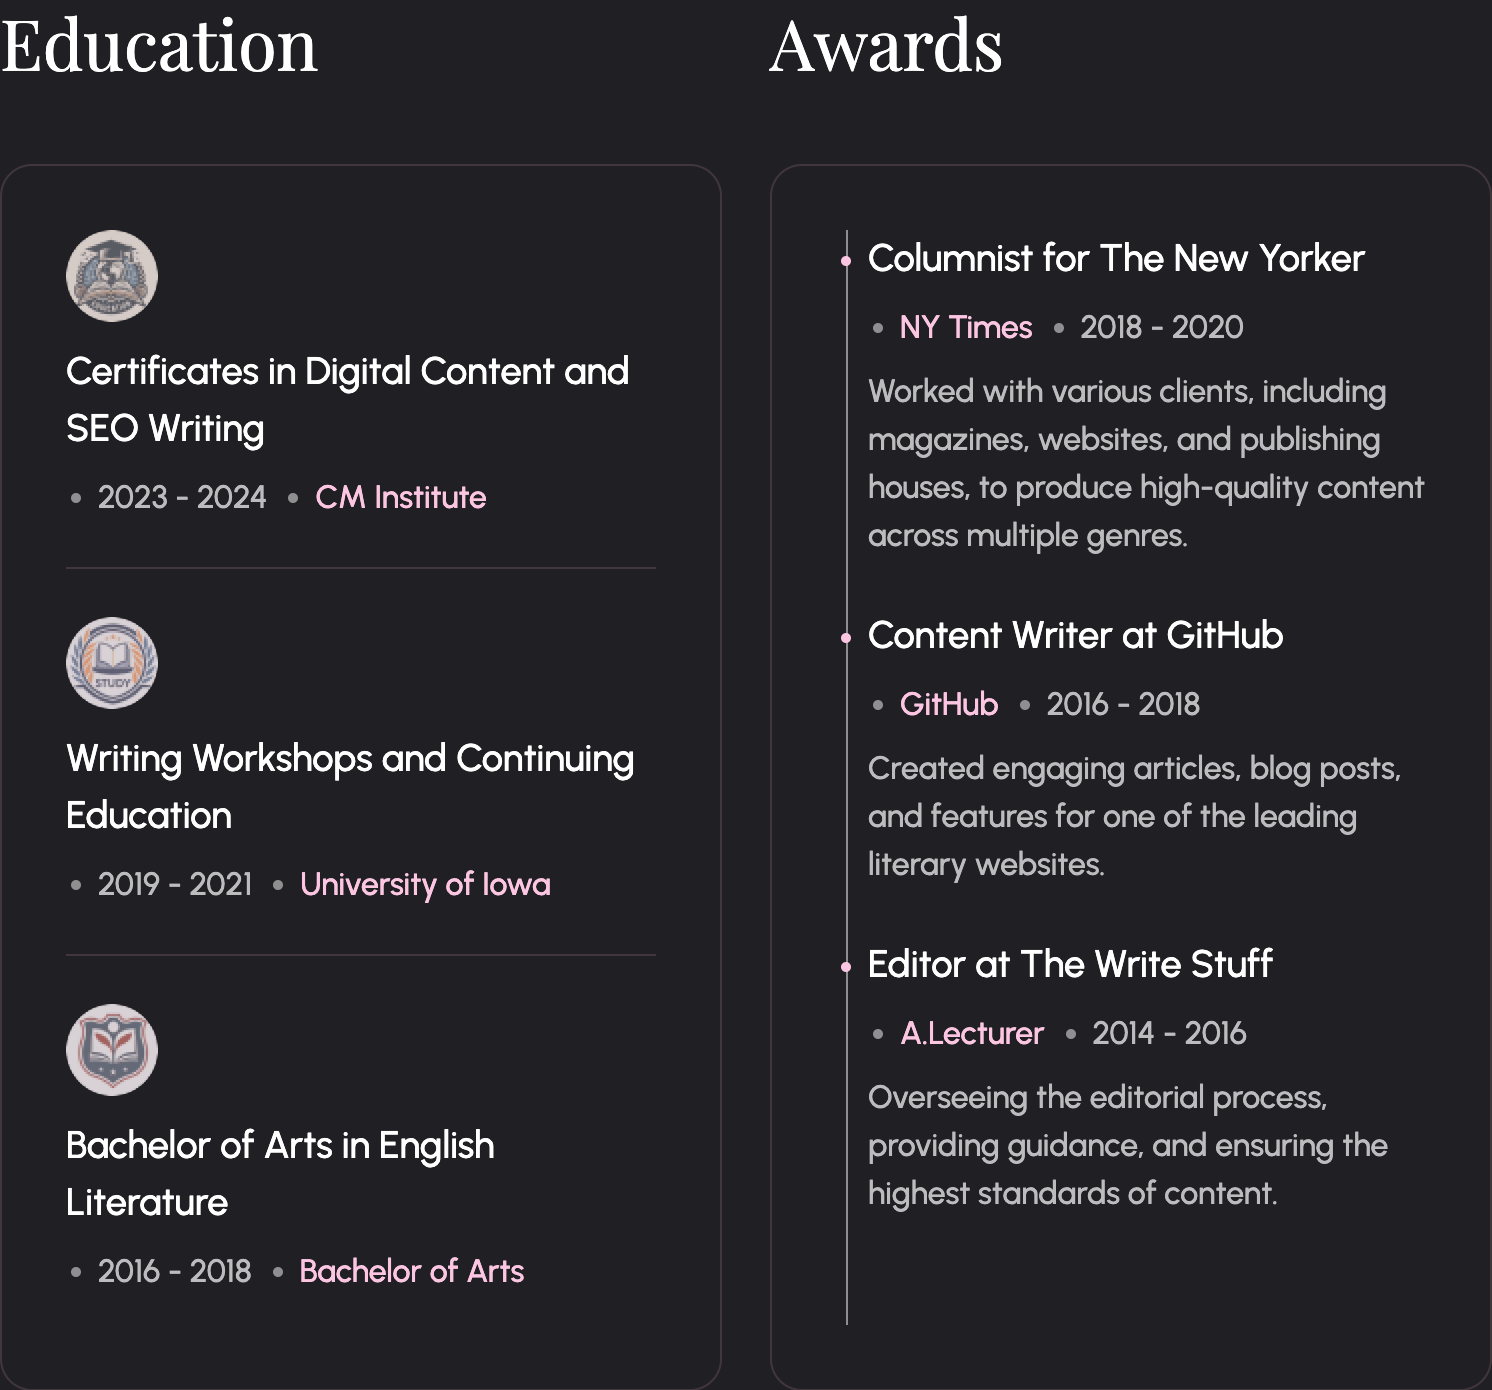 Education
EDUCATION
Certificates in Digital Content and
SEO Writing
• 2023 - 2024 • CM Institute
STUDY
Writing Workshops and Continuing
Education
• 2019 - 2021 • University of Iowa
Bachelor of Arts in English
Literature
• 2016 - 2018 • Bachelor of Arts
Awards
Columnist for The New Yorker
• NY Times • 2018 - 2020
Worked with various clients, including
magazines, websites, and publishing
houses, to produce high-quality content
across multiple genres.
Content Writer at GitHub
• GitHub • 2016 - 2018
Created engaging articles, blog posts,
and features for one of the leading
literary websites.
Editor at The Write Stuff
• A.Lecturer • 2014 - 2016
Overseeing the editorial process,
providing guidance, and ensuring the
highest standards of content.